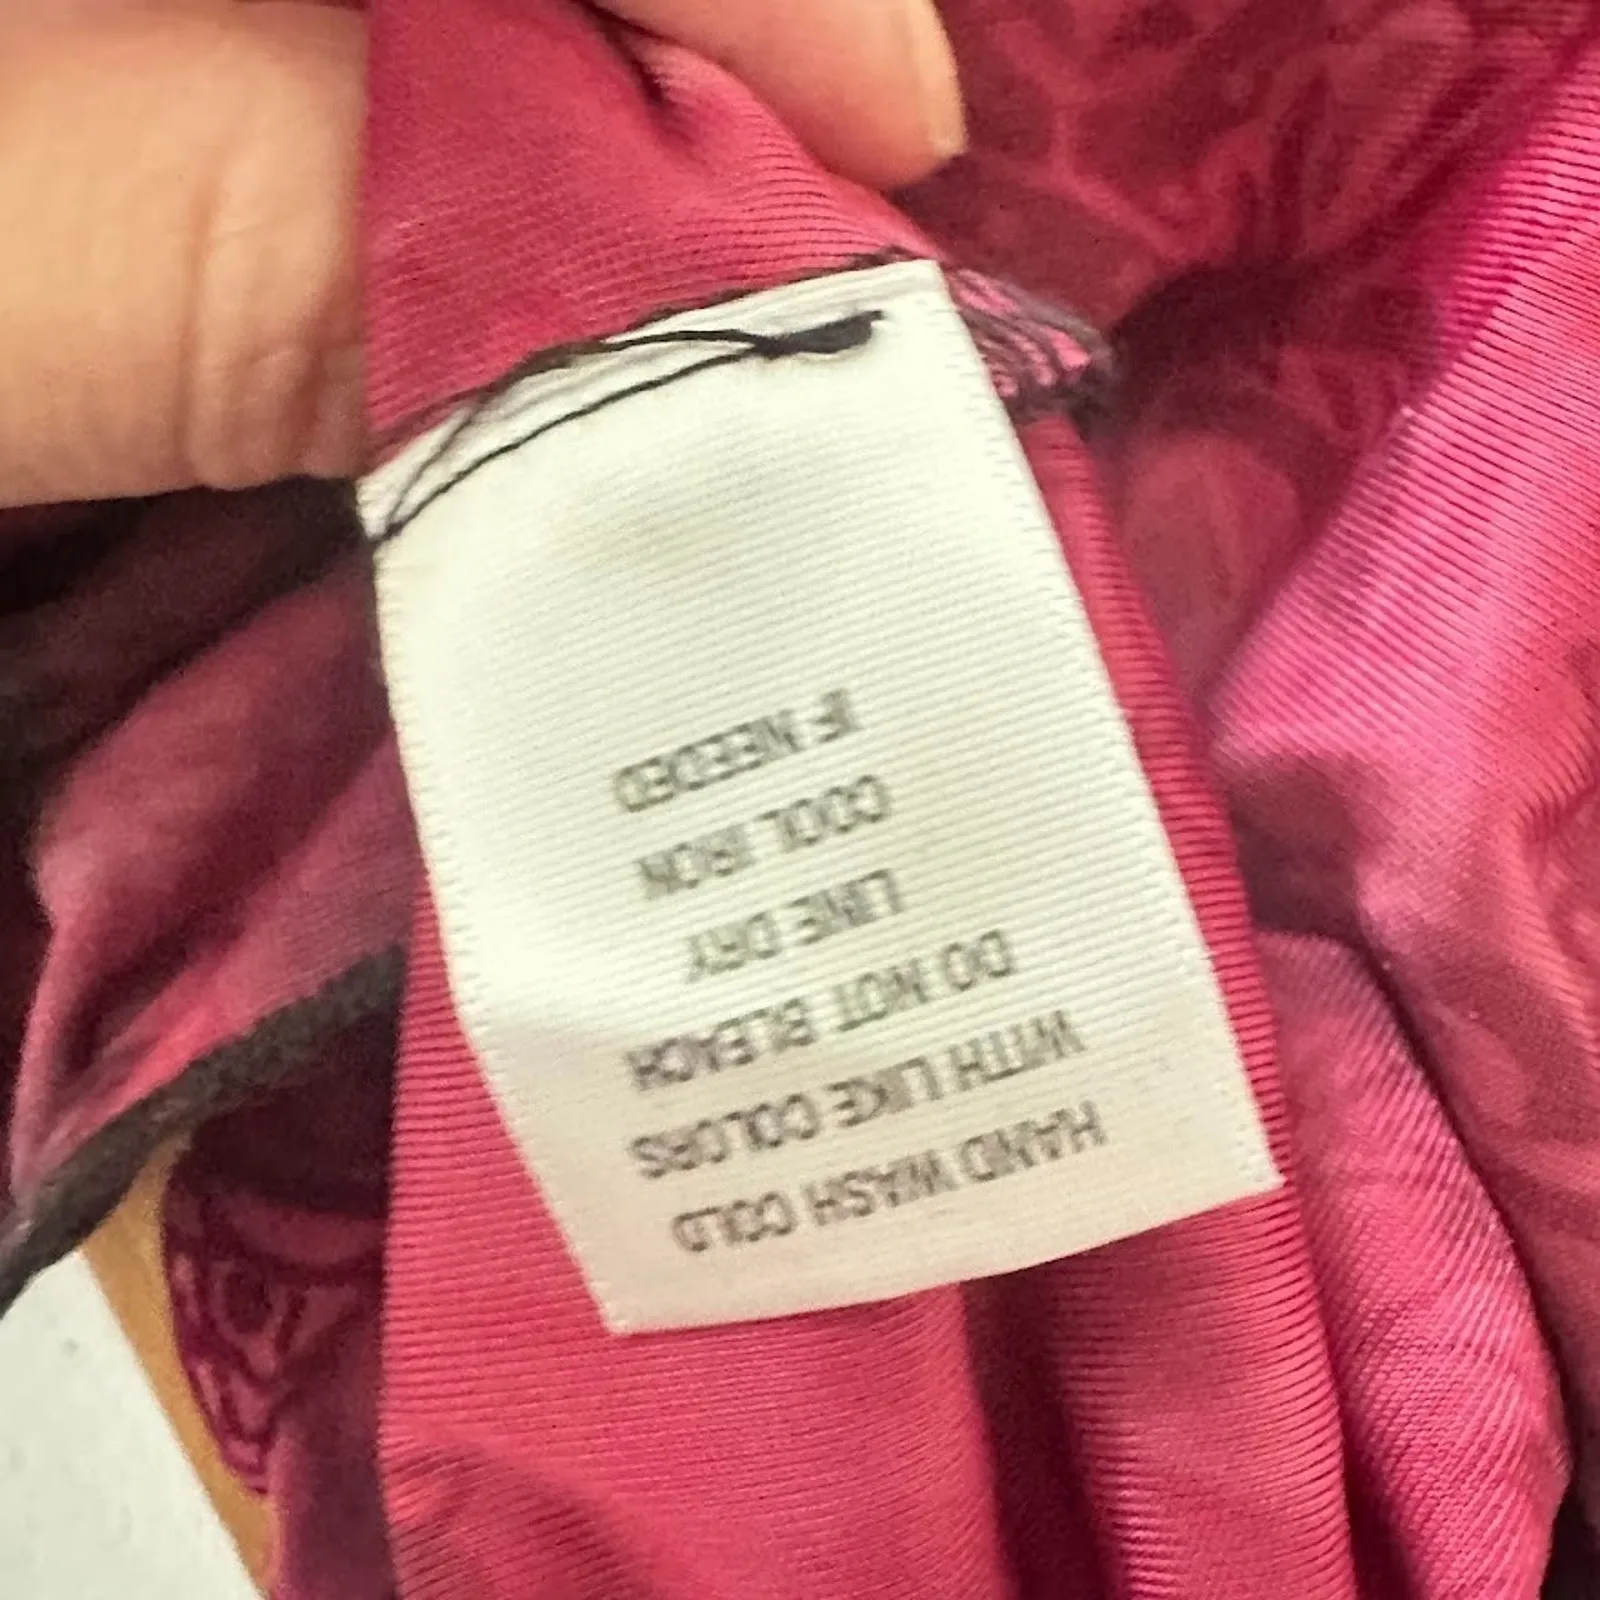 HAND WASH COLD
WITH LIKE COLORS
DO NOT BLEACH
LINE DRY
COOL IRON
IF NEEDED